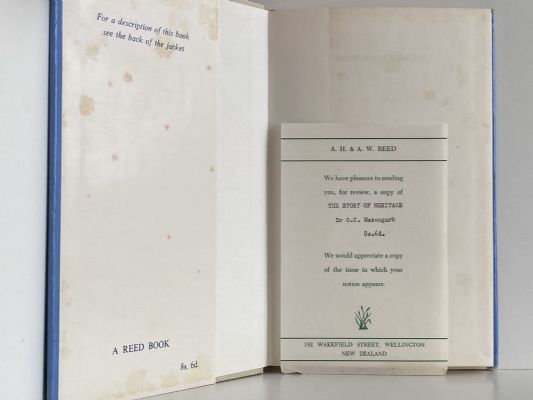 For a description of this book
see the back of the jacket
A REED BOOK
8s. 6d.
A. H. & A. W. REED
We have pleasure in sending
you, for review, a copy of
THE STORY OF HERITAGE
Dr O.C. Mazengarb
8s.6d.
We would appreciate a copy
of the issue in which your
notice appears.
182 WAKEFIELD STREET, WELLINGTON
NEW ZEALAND